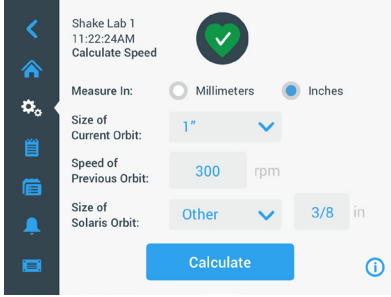 Shake Lab 1
11:22:24AM
Calculate Speed
Measure In: Millimeters Inches
Size of
Current Orbit: 1”
Speed of
Previous Orbit: 300 rpm
Size of
Solaris Orbit: Other 3/8 in
Calculate